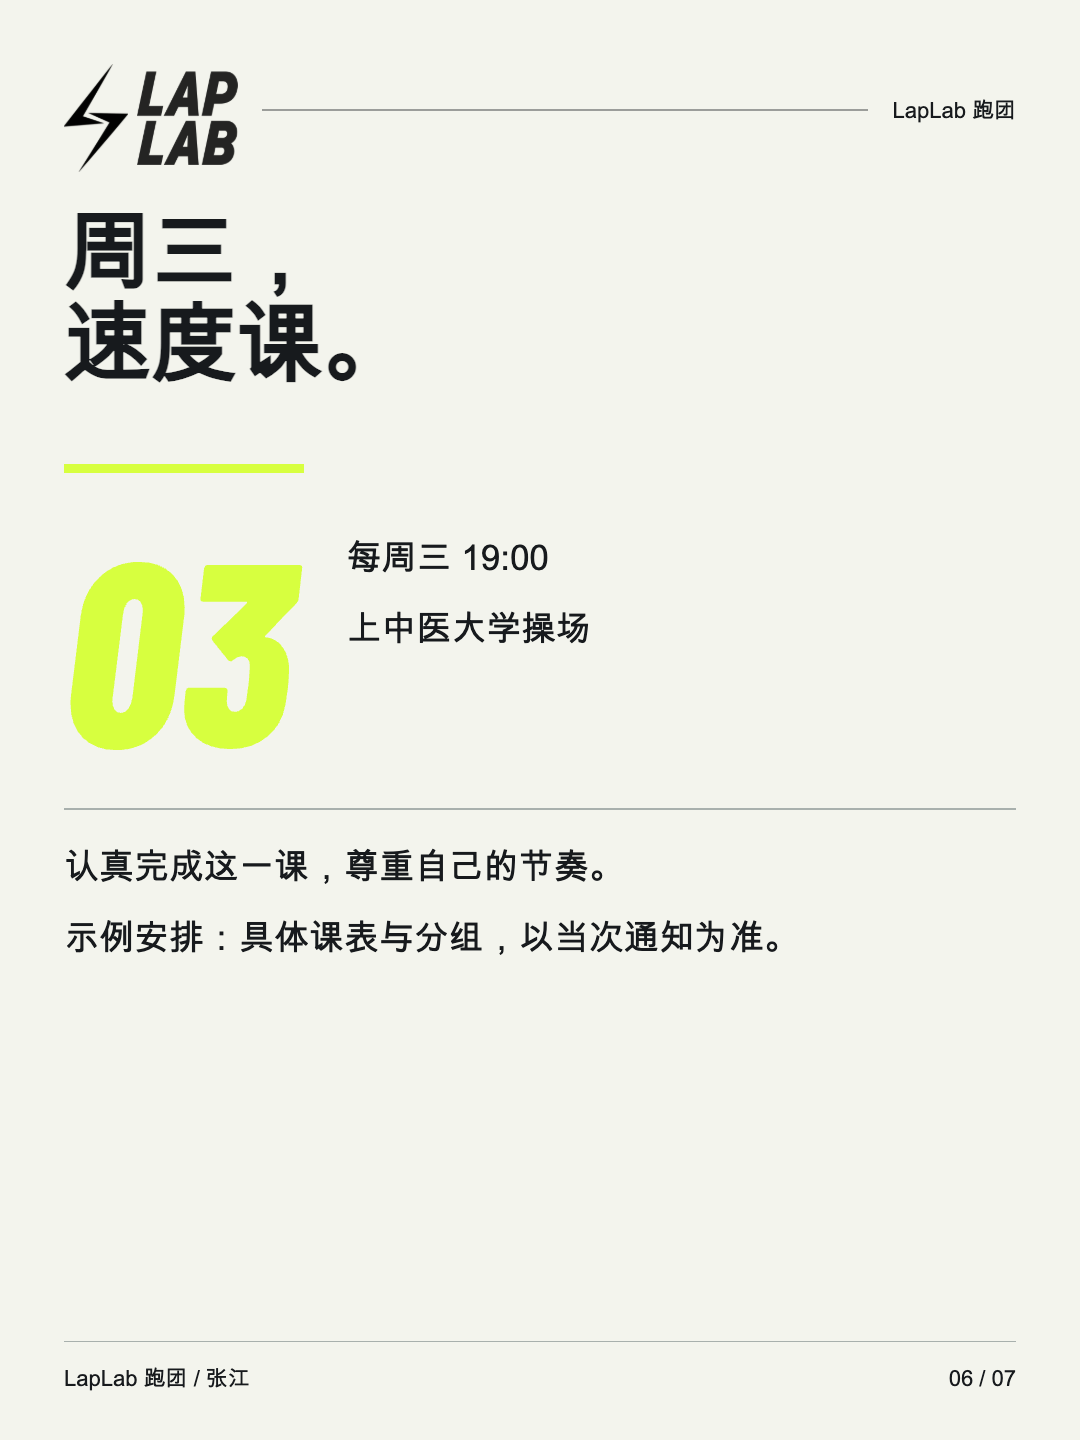 LAP
LAB
LapLab 跑团
周三，
速度课。
03
每周三 19:00
上中医大学操场
认真完成这一课，尊重自己的节奏。
示例安排：具体课表与分组，以当次通知为准。
LapLab 跑团 / 张江
06 / 07